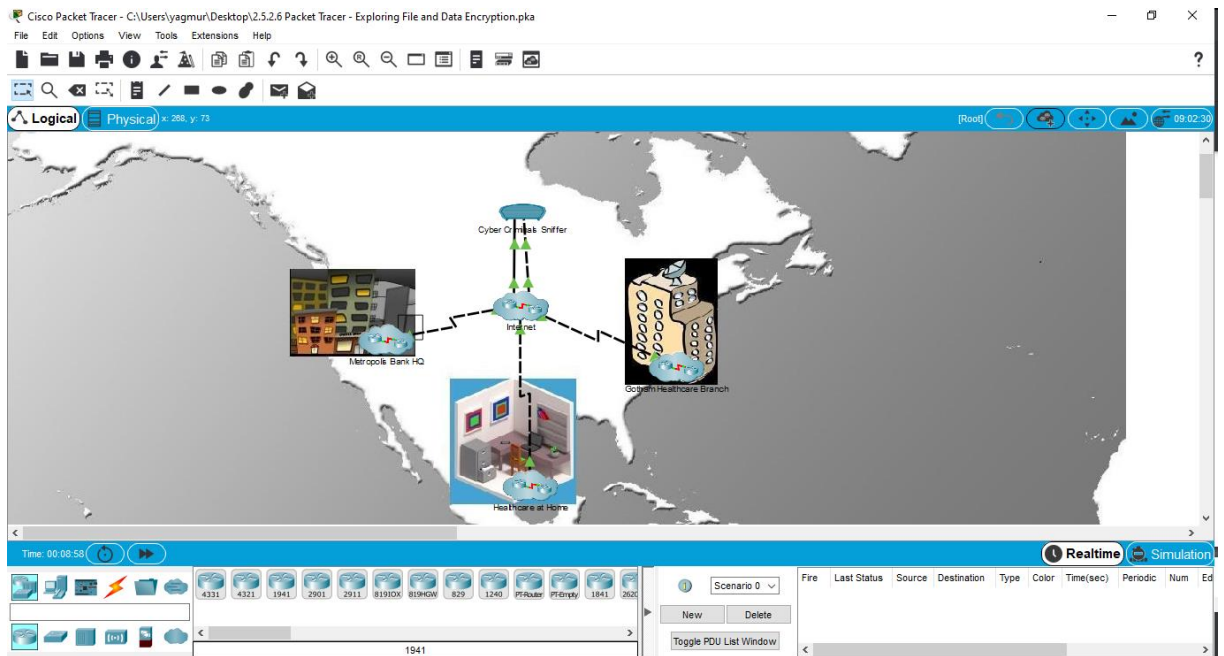 Cisco Packet Tracer - C:\Users\yagmur\Desktop\2.5.2.6 Packet Tracer - Exploring File and Data Encryption.pka
File Edit Options View Tools Extensions Help
?
Logical Physical x: 268, y: 73 [Root] 09:02:30
Cyber Criminals Sniffer
Internet
Metropolis Bank HQ
Gotham Healthcare Branch
Healthcare at Home
Time: 00:08:58 Realtime Simulation
4331 4321 1941 2901 2911 819IOX 819HGW 829 1240 PT-Router PT-Empty 1841 2620
Scenario 0
Fire Last Status Source Destination Type Color Time(sec) Periodic Num Ed
New Delete
Toggle PDU List Window
1941